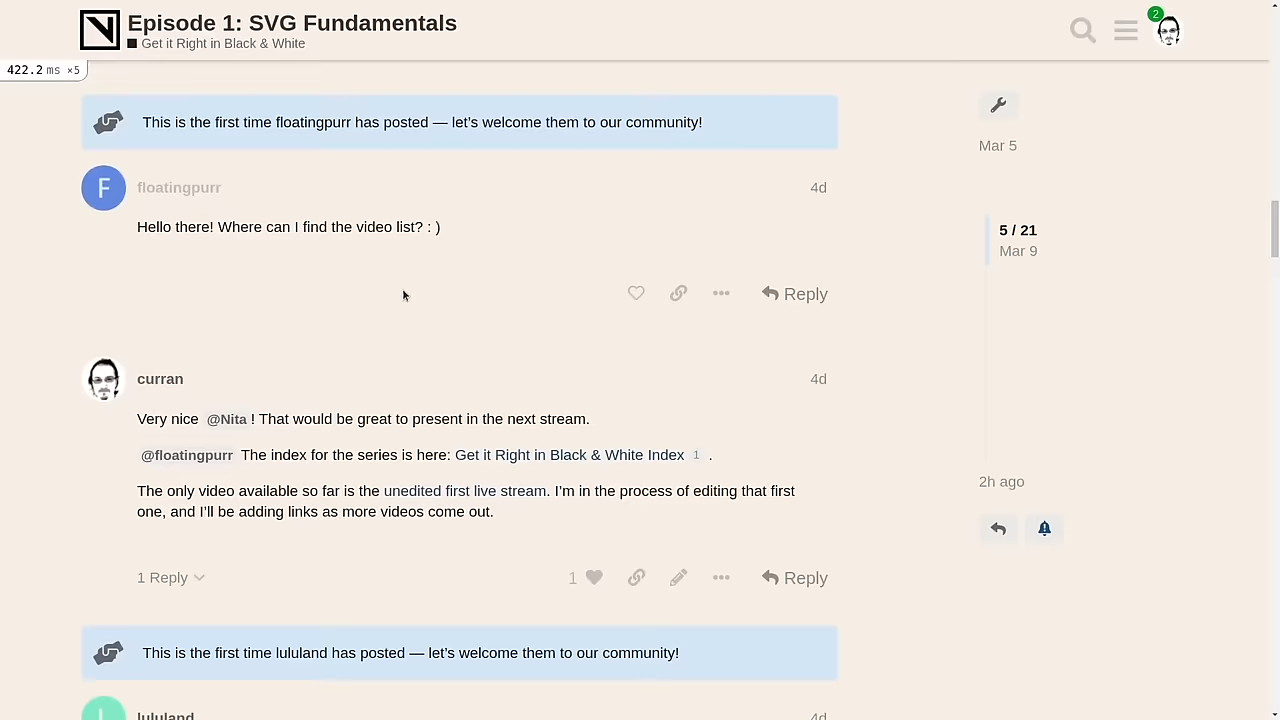 Episode 1: SVG Fundamentals
Get it Right in Black & White
2
422.2 ms ×5
This is the first time floatingpurr has posted — let’s welcome them to our community!
Mar 5
F
floatingpurr
4d
Hello there! Where can I find the video list? : )
5 / 21
Mar 9
Reply
curran
4d
Very nice @Nita ! That would be great to present in the next stream.
@floatingpurr The index for the series is here: Get it Right in Black & White Index 1 .
The only video available so far is the unedited first live stream. I’m in the process of editing that first
one, and I’ll be adding links as more videos come out.
2h ago
1 Reply
1
Reply
This is the first time lululand has posted — let’s welcome them to our community!
lululand
4d